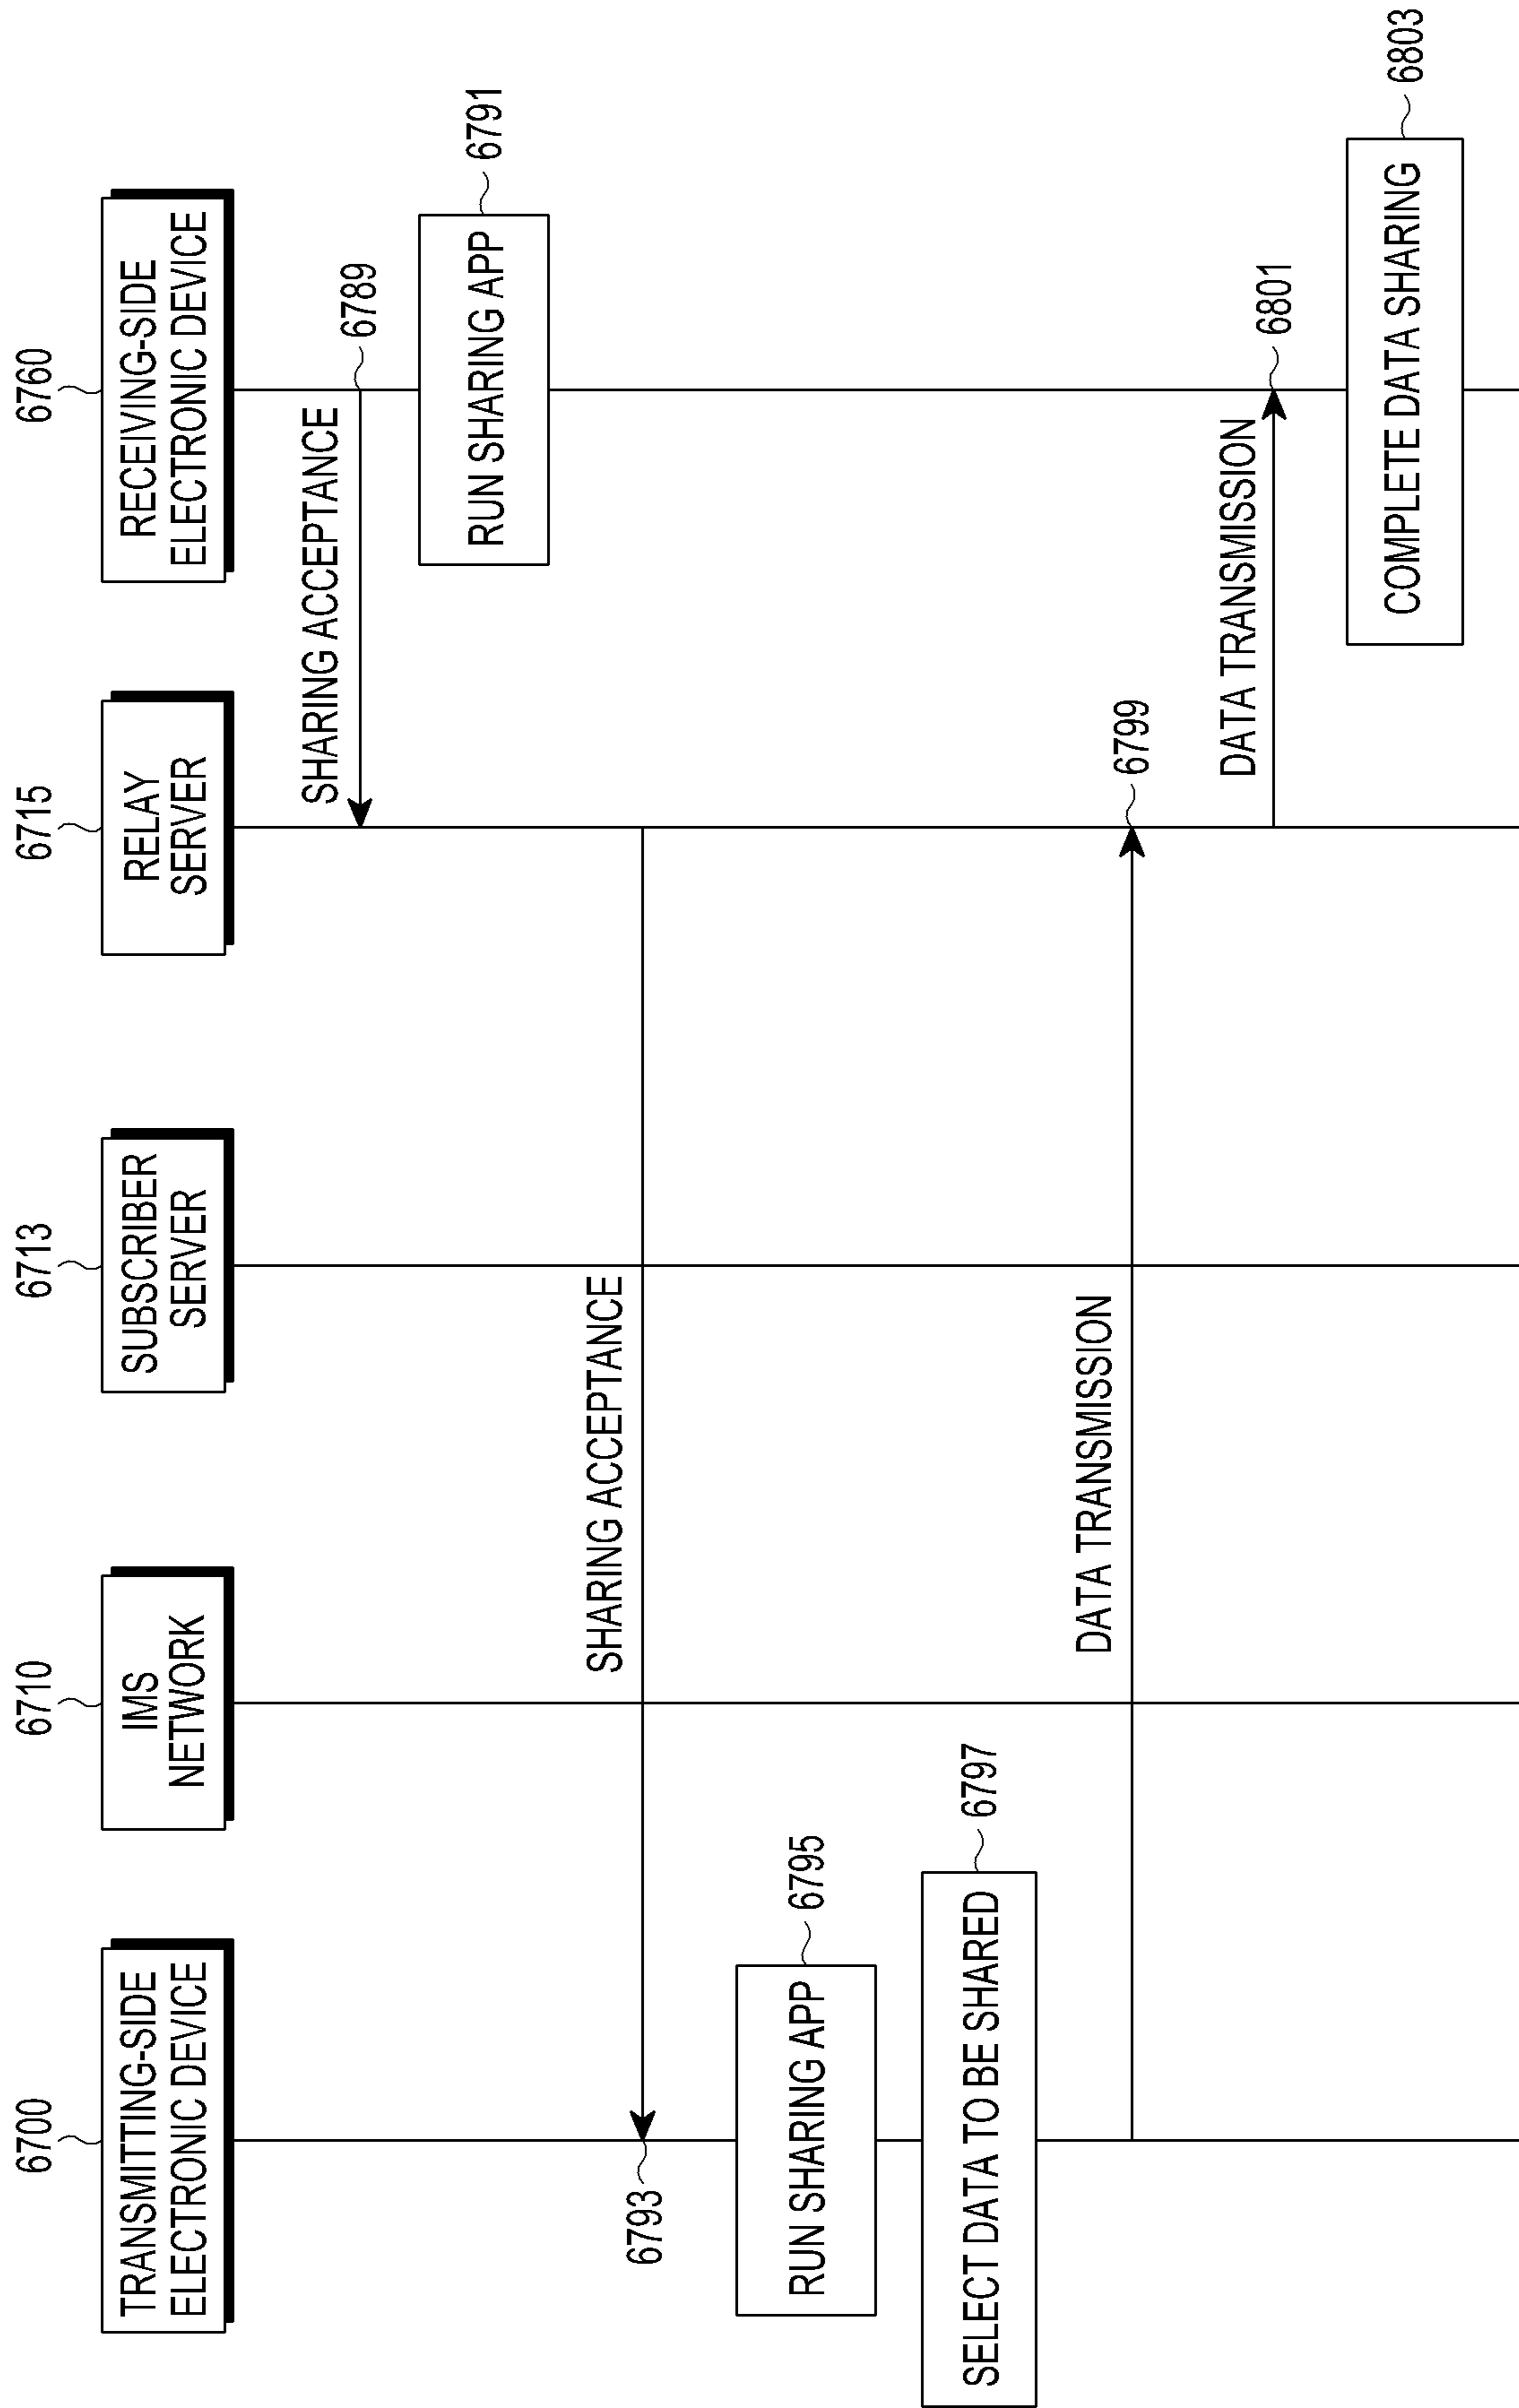 6700
TRANSMITTING-SIDE
ELECTRONIC DEVICE
6710
IMS
NETWORK
6713
SUBSCRIBER
SERVER
6715
RELAY
SERVER
6760
RECEIVING-SIDE
ELECTRONIC DEVICE
SHARING ACCEPTANCE
6789
RUN SHARING APP
6791
SHARING ACCEPTANCE
6793
RUN SHARING APP
6795
SELECT DATA TO BE SHARED
6797
DATA TRANSMISSION
6799
DATA TRANSMISSION
6801
COMPLETE DATA SHARING
6803